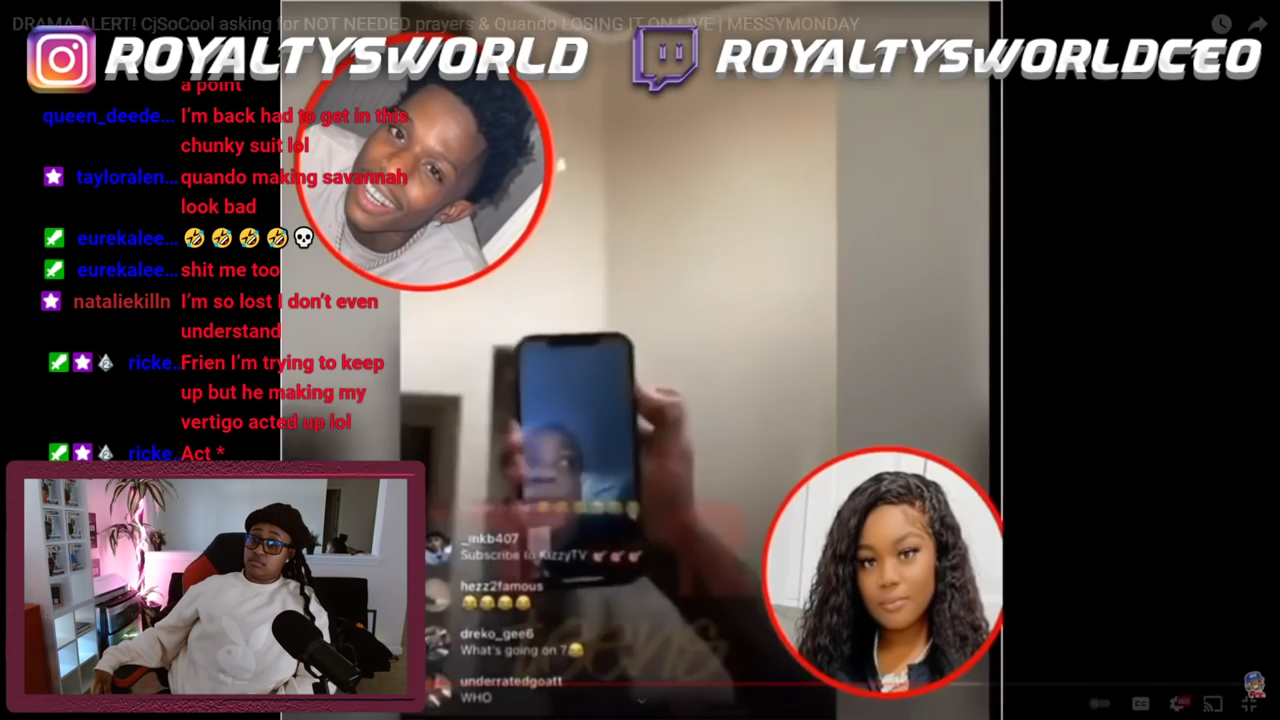 DRAMA ALERT! CjSoCool asking for NOT NEEDED prayers & Quando LOSING IT ON LIVE | MESSYMONDAY
ROYALTYSWORLD
ROYALTYSWORLDCEO
a point
queen_deede... I'm back had to get in this
chunky suit lol
tayloralen... quando making savannah
look bad
eurekalee... 🤣🤣🤣🤣💀
eurekalee... shit me too
nataliekilln I'm so lost I don't even
understand
ricke... Frien I'm trying to keep
up but he making my
vertigo acted up lol
ricke... Act *
_mkb407
Subscribe to KizzyTV
hezz2famous
😂😂😂😂
dreko_gee6
What's going on ?😂
underratedgoatt
WHO
CC